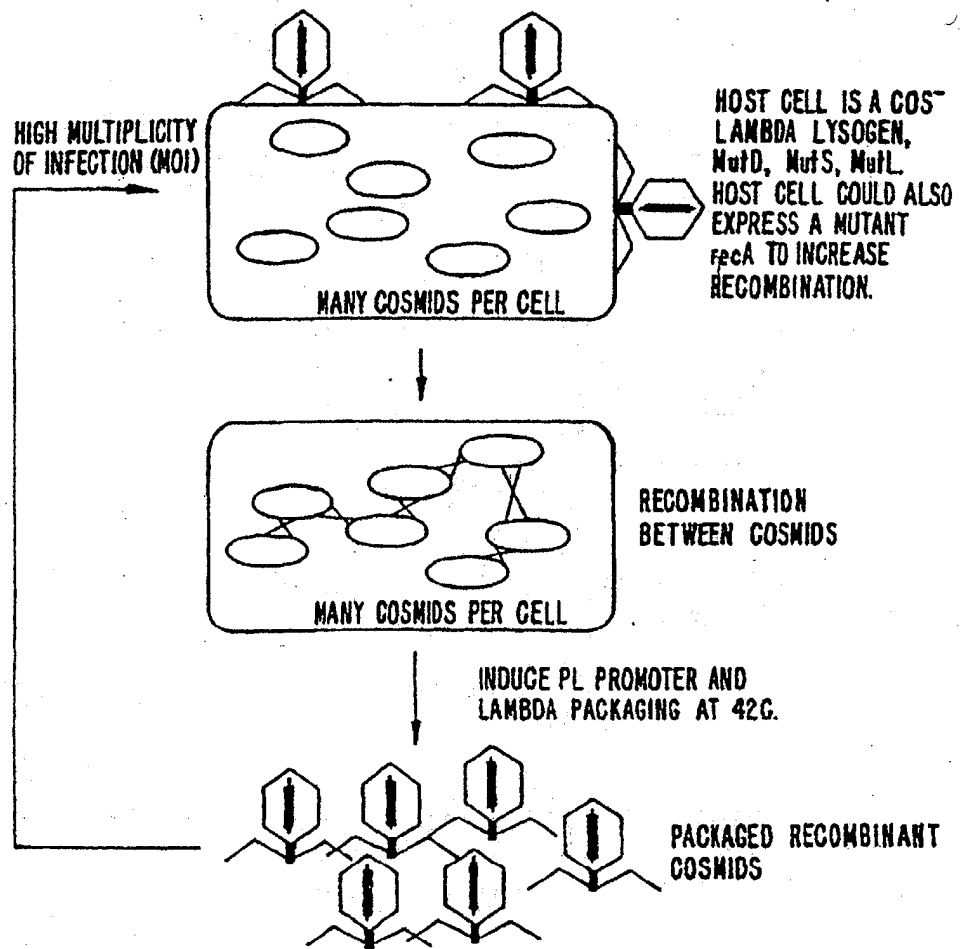 HIGH MULTIPLICITY
OF INFECTION (MOI)
HOST CELL IS A COS⁻
LAMBDA LYSOGEN,
MutD, MutS, MutL.
HOST CELL COULD ALSO
EXPRESS A MUTANT
recA TO INCREASE
RECOMBINATION.
MANY COSMIDS PER CELL
RECOMBINATION
BETWEEN COSMIDS
MANY COSMIDS PER CELL
INDUCE PL PROMOTER AND
LAMBDA PACKAGING AT 42C.
PACKAGED RECOMBINANT
COSMIDS